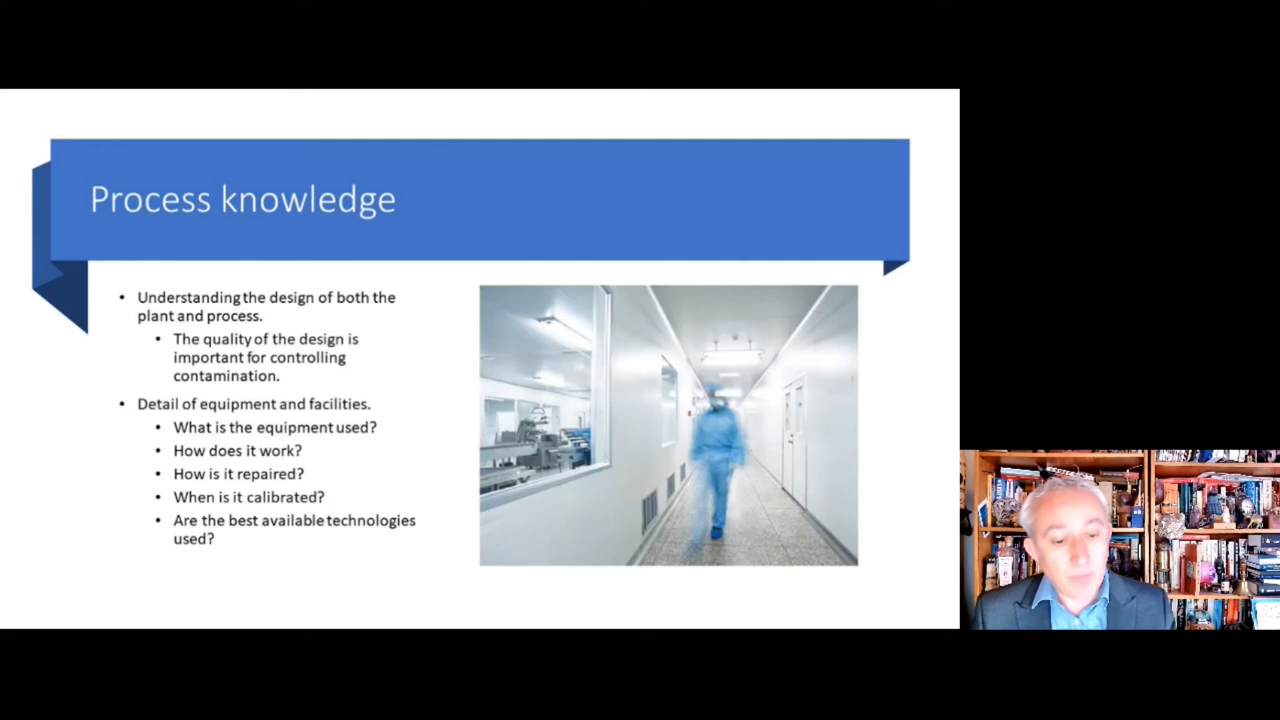 Process knowledge
• Understanding the design of both the
plant and process.
• The quality of the design is
important for controlling
contamination.
• Detail of equipment and facilities.
• What is the equipment used?
• How does it work?
• How is it repaired?
• When is it calibrated?
• Are the best available technologies
used?